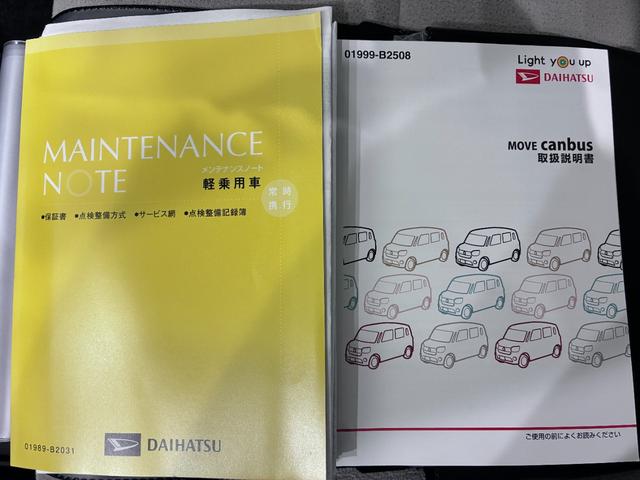 MAINTENANCE
NOTE
メンテナンスノート
軽乗用車
常時
携行
●保証書 ●点検整備方式 ●サービス網 ●点検整備記録簿
DAIHATSU
01989-B2031
01999-B2508
Light you up
DAIHATSU
MOVE canbus
取扱説明書
ご使用の前によくお読みください